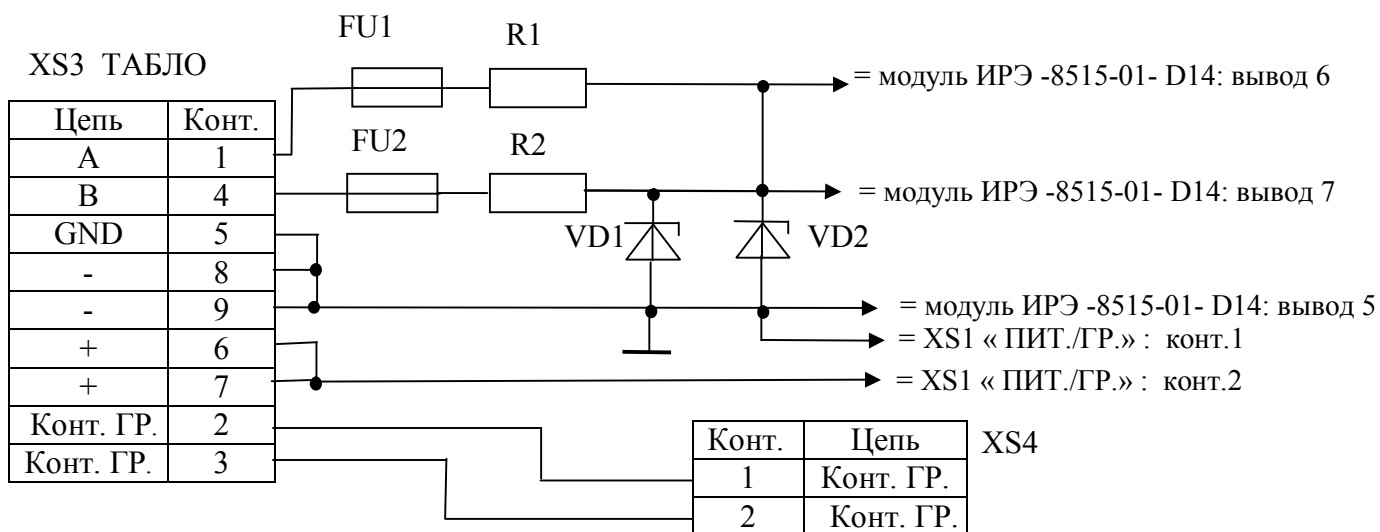 FU1
R1
XS3 ТАБЛО
= модуль ИРЭ -8515-01- D14: вывод 6
Цепь Конт.
A 1
FU2
R2
B 4
= модуль ИРЭ -8515-01- D14: вывод 7
GND 5
VD1
VD2
- 8
- 9
= модуль ИРЭ -8515-01- D14: вывод 5
+ 6
= XS1 « ПИТ./ГР.» : конт.1
+ 7
= XS1 « ПИТ./ГР.» : конт.2
Конт. ГР. 2
Конт. ГР. 3
Конт. Цепь
XS4
1 Конт. ГР.
2 Конт. ГР.